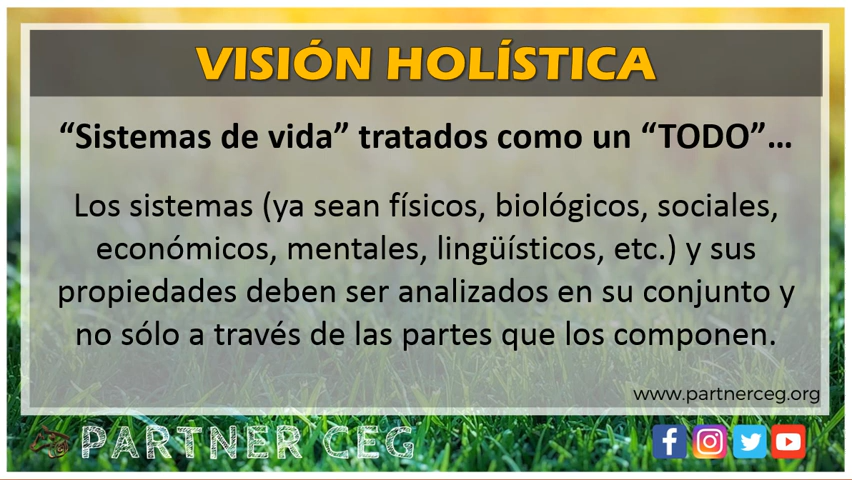 VISIÓN HOLÍSTICA
“Sistemas de vida” tratados como un “TODO”...
Los sistemas (ya sean físicos, biológicos, sociales,
económicos, mentales, lingüísticos, etc.) y sus
propiedades deben ser analizados en su conjunto y
no sólo a través de las partes que los componen.
www.partnerceg.org
PARTNER CEG